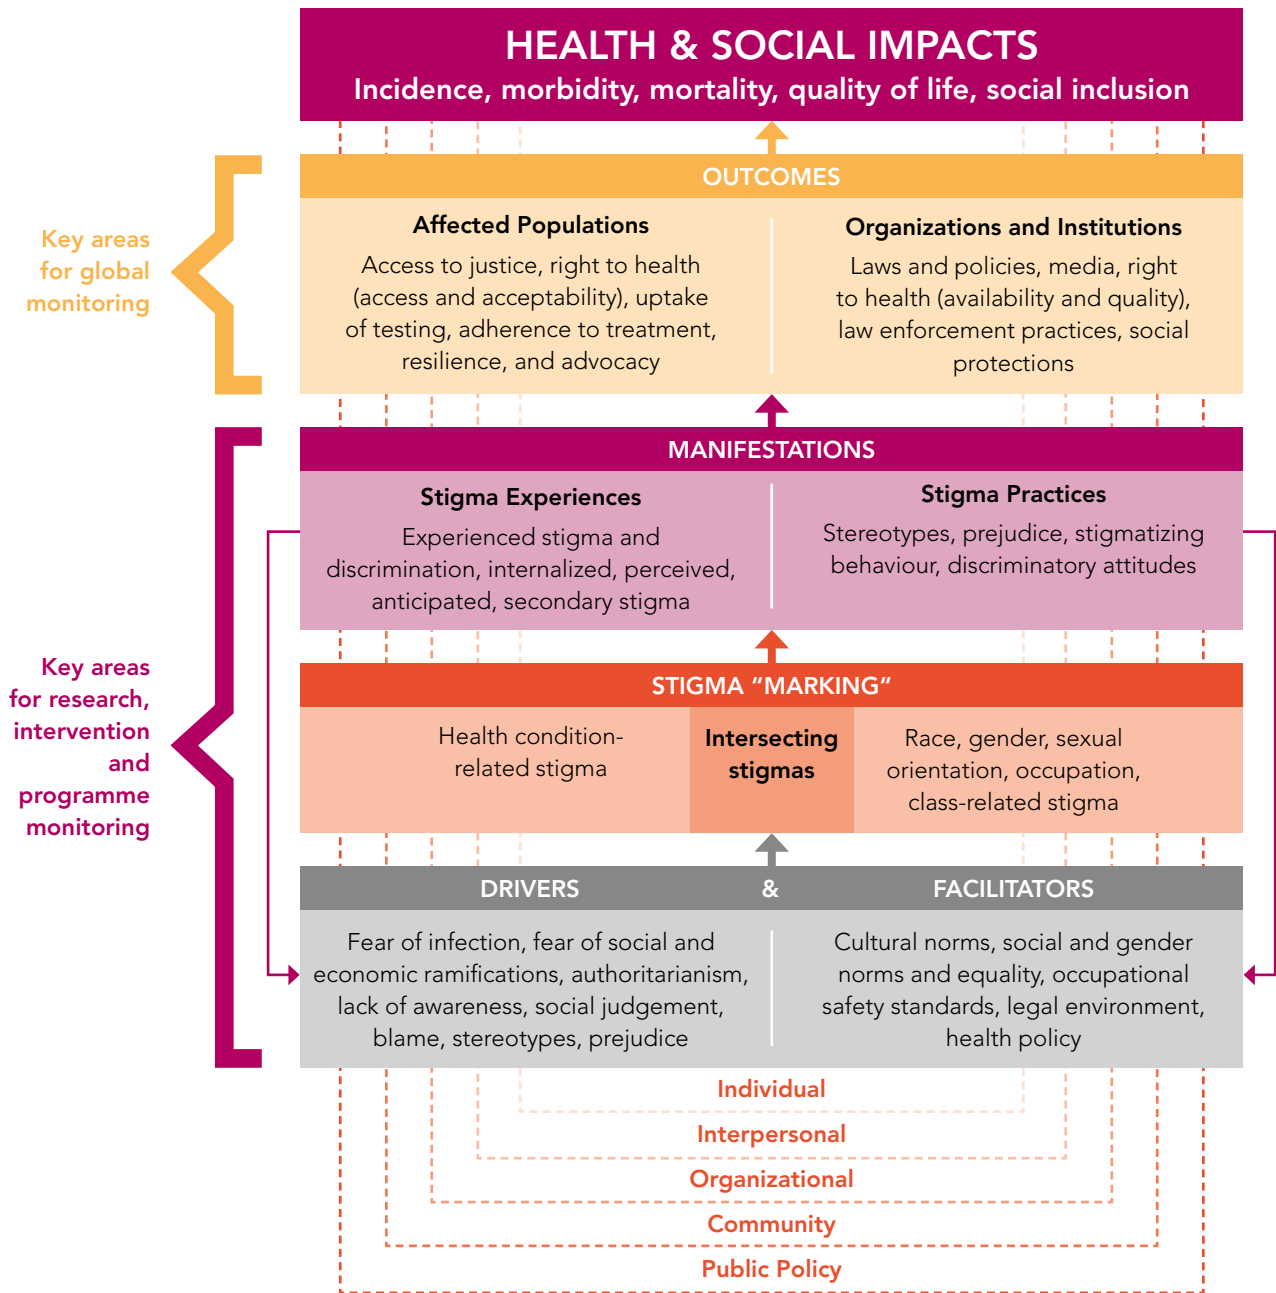 HEALTH & SOCIAL IMPACTS
Incidence, morbidity, mortality, quality of life, social inclusion
Key areas
for global
monitoring
OUTCOMES
Affected Populations
Access to justice, right to health
(access and acceptability), uptake
of testing, adherence to treatment,
resilience, and advocacy
Organizations and Institutions
Laws and policies, media, right
to health (availability and quality),
law enforcement practices, social
protections
Key areas
for research,
intervention
and
programme
monitoring
MANIFESTATIONS
Stigma Experiences
Experienced stigma and
discrimination, internalized, perceived,
anticipated, secondary stigma
Stigma Practices
Stereotypes, prejudice, stigmatizing
behaviour, discriminatory attitudes
STIGMA “MARKING“
Health condition-
related stigma
Intersecting
stigmas
Race, gender, sexual
orientation, occupation,
class-related stigma
DRIVERS & FACILITATORS
Fear of infection, fear of social and
economic ramifications, authoritarianism,
lack of awareness, social judgement,
blame, stereotypes, prejudice
Cultural norms, social and gender
norms and equality, occupational
safety standards, legal environment,
health policy
Individual
Interpersonal
Organizational
Community
Public Policy